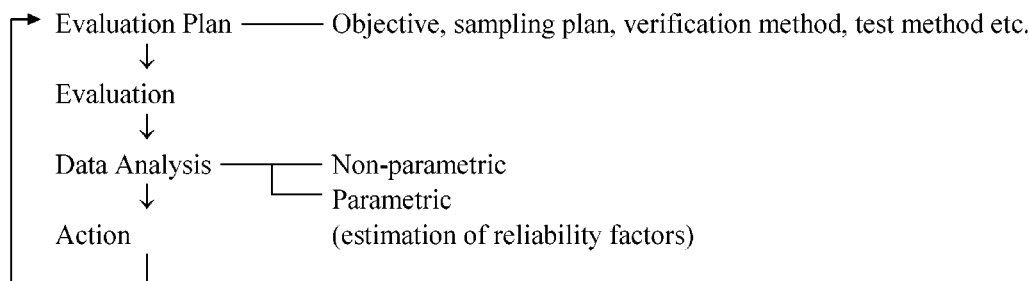 Evaluation Plan Objective, sampling plan, verification method, test method etc.
Evaluation
Data Analysis Non-parametric
Parametric
Action (estimation of reliability factors)